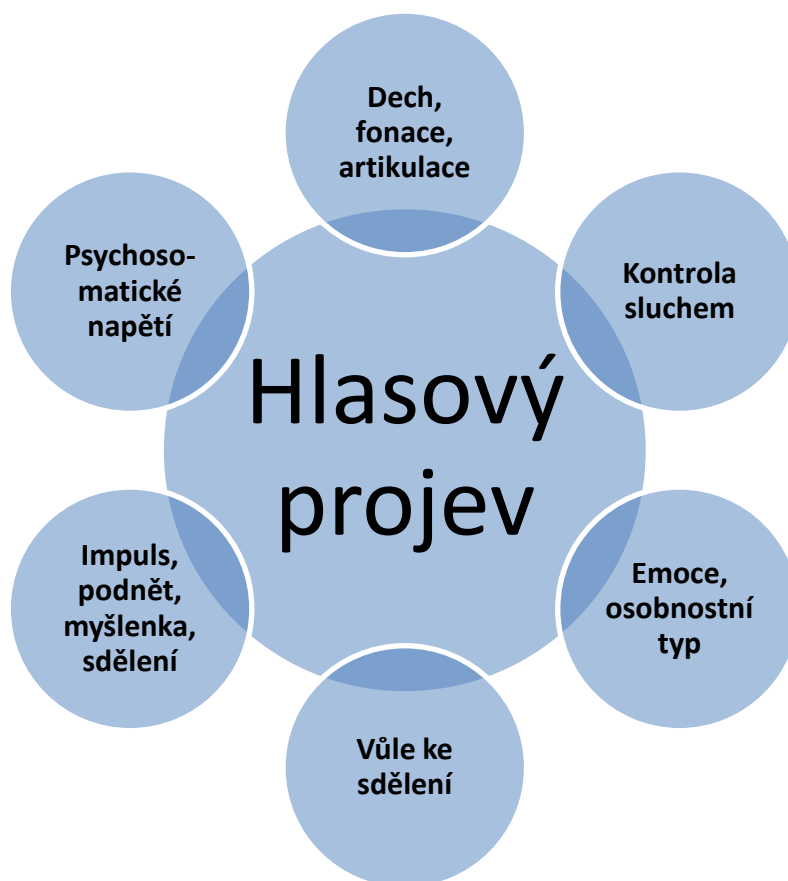 Dech,
fonace,
artikulace
Kontrola
sluchem
Emoce,
osobnostní
typ
Vůle ke
sdělení
Impuls,
podnět,
myšlenka,
sdělení
Psychoso-
matické
napětí
Hlasový
projev